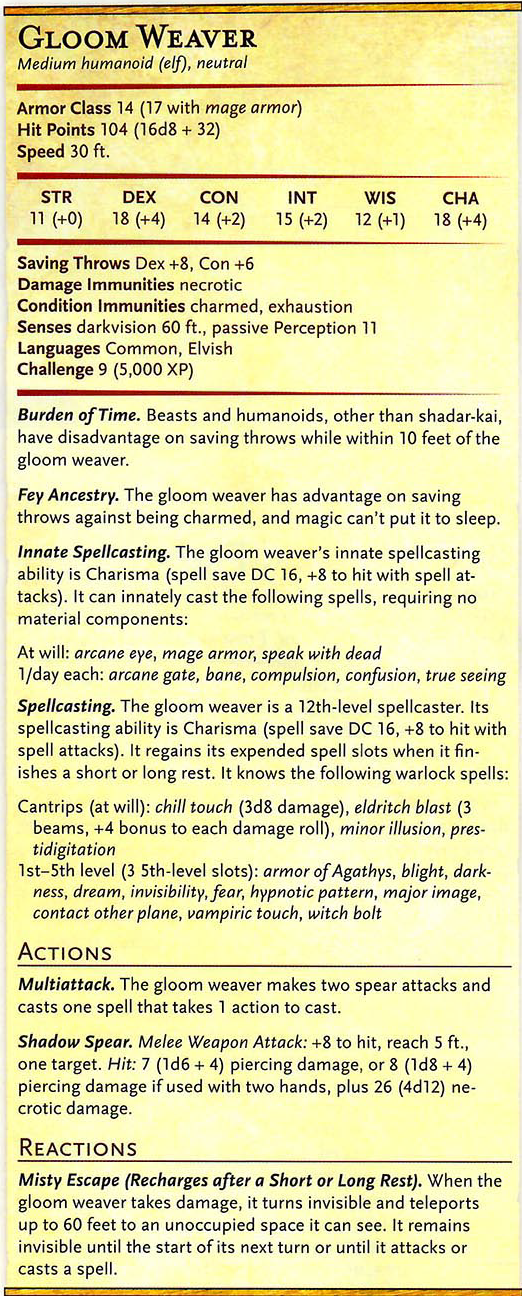 GLOOM WEAVER
Medium humanoid (elf), neutral
Armor Class 14 (17 with mage armor)
Hit Points 104 (16d8 + 32)
Speed 30 ft.
STR DEX CON INT WIS CHA
11 (+0) 18 (+4) 14 (+2) 15 (+2) 12 (+1) 18 (+4)
Saving Throws Dex +8, Con +6
Damage Immunities necrotic
Condition Immunities charmed, exhaustion
Senses darkvision 60 ft., passive Perception 11
Languages Common, Elvish
Challenge 9 (5,000 XP)
Burden of Time. Beasts and humanoids, other than shadar-kai,
have disadvantage on saving throws while within 10 feet of the
gloom weaver.
Fey Ancestry. The gloom weaver has advantage on saving
throws against being charmed, and magic can't put it to sleep.
Innate Spellcasting. The gloom weaver's innate spellcasting
ability is Charisma (spell save DC 16, +8 to hit with spell at-
tacks). It can innately cast the following spells, requiring no
material components:
At will: arcane eye, mage armor, speak with dead
1/day each: arcane gate, bane, compulsion, confusion, true seeing
Spellcasting. The gloom weaver is a 12th-level spellcaster. Its
spellcasting ability is Charisma (spell save DC 16, +8 to hit with
spell attacks). It regains its expended spell slots when it fin-
ishes a short or long rest. It knows the following warlock spells:
Cantrips (at will): chill touch (3d8 damage), eldritch blast (3
beams, +4 bonus to each damage roll), minor illusion, pres-
tidigitation
1st–5th level (3 5th-level slots): armor of Agathys, blight, dark-
ness, dream, invisibility, fear, hypnotic pattern, major image,
contact other plane, vampiric touch, witch bolt
ACTIONS
Multiattack. The gloom weaver makes two spear attacks and
casts one spell that takes 1 action to cast.
Shadow Spear. Melee Weapon Attack: +8 to hit, reach 5 ft.,
one target. Hit: 7 (1d6 + 4) piercing damage, or 8 (1d8 + 4)
piercing damage if used with two hands, plus 26 (4d12) ne-
crotic damage.
REACTIONS
Misty Escape (Recharges after a Short or Long Rest). When the
gloom weaver takes damage, it turns invisible and teleports
up to 60 feet to an unoccupied space it can see. It remains
invisible until the start of its next turn or until it attacks or
casts a spell.